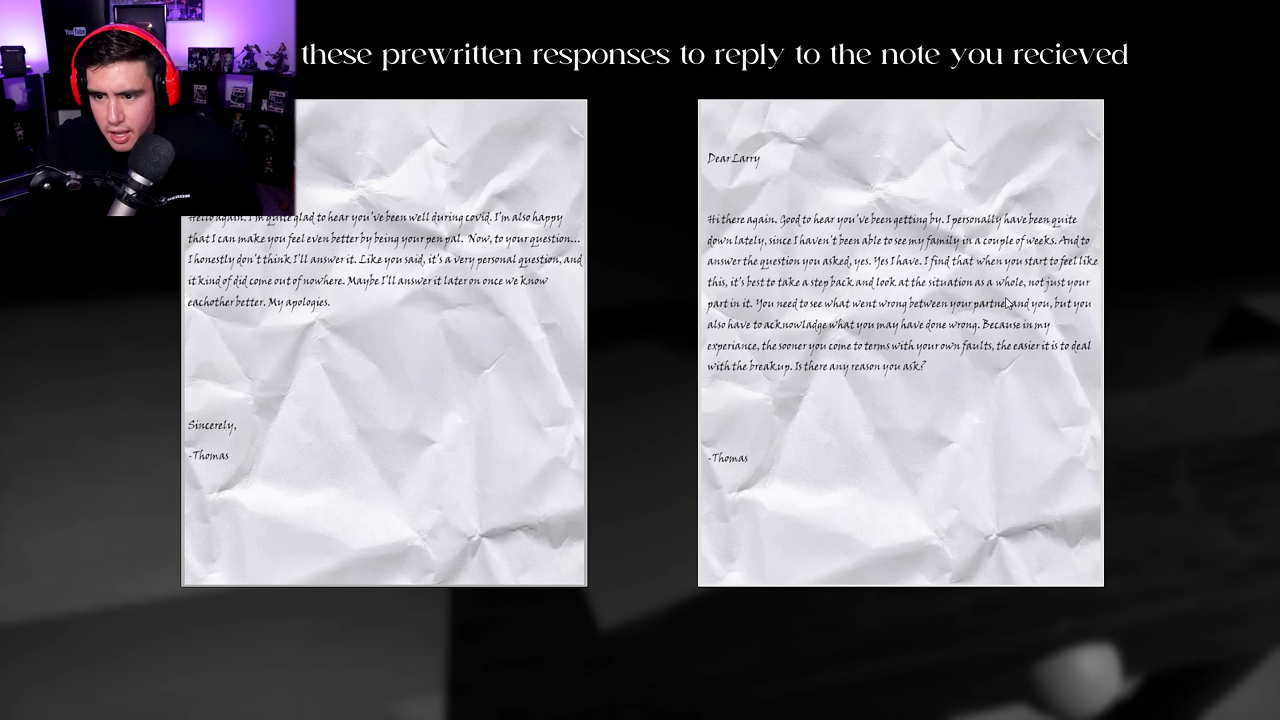 these prewritten responses to reply to the note you recieved
Hello again. I'm quite glad to hear you've been well during covid. I'm also happy
that I can make you feel even better by being your pen pal. Now, to your question...
I honestly don't think I'll answer it. Like you said, it's a very personal question, and
it kind of did come out of nowhere. Maybe I'll answer it later on once we know
eachother better. My apologies.
Sincerely,
-Thomas
Dear Larry
Hi there again. Good to hear you've been getting by. I personally have been quite
down lately, since I haven't been able to see my family in a couple of weeks. And to
answer the question you asked, yes. Yes I have. I find that when you start to feel like
this, it's best to take a step back and look at the situation as a whole, not just your
part in it. You need to see what went wrong between your partner and you, but you
also have to acknowladge what you may have done wrong. Because in my
experiance, the sooner you come to terms with your own faults, the easier it is to deal
with the breakup. Is there any reason you ask?
-Thomas
YouTube